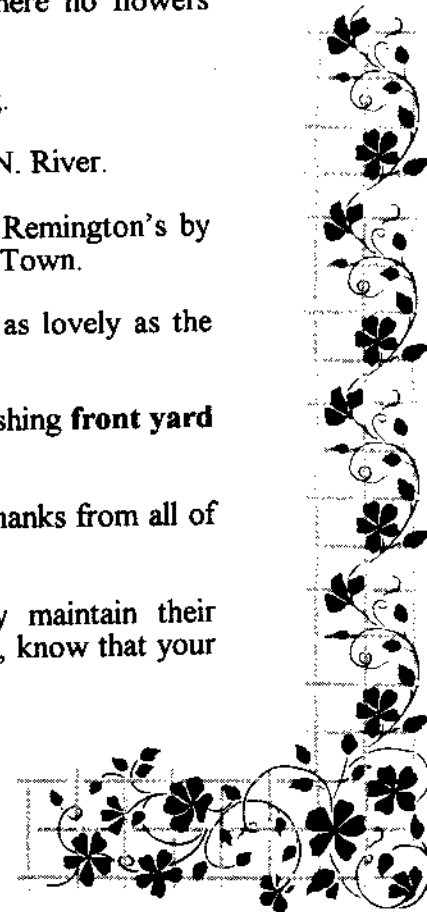 here no flowers
.
N. River.
Remington's by
Town.
as lovely as the
shing front yard
hanks from all of
y maintain their
, know that your